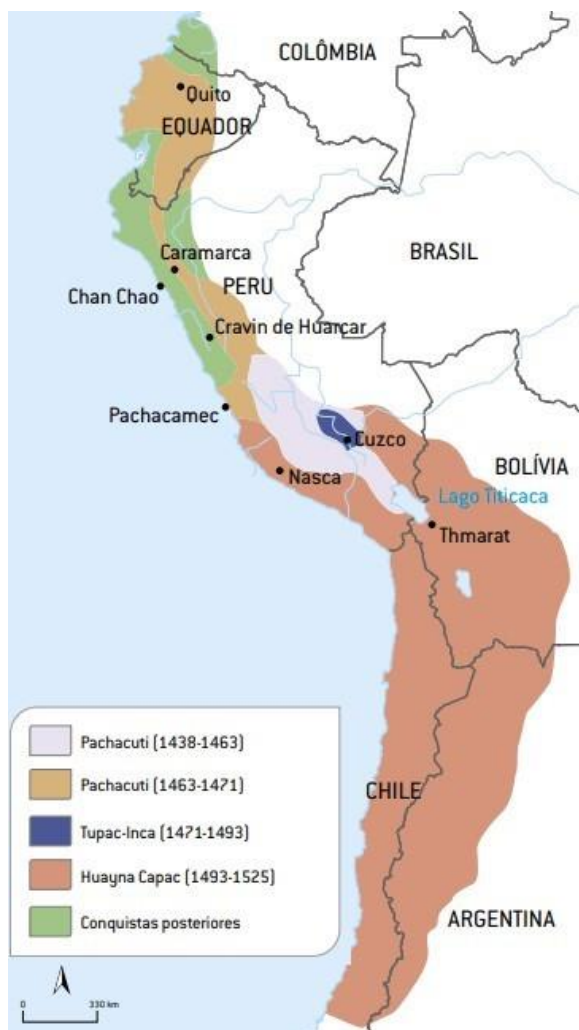 COLÔMBIA
Quito
EQUADOR
BRASIL
Caramarca
Chan Chao
PERU
Cravin de Huarcar
Pachacamec
Cuzco
BOLÍVIA
Nasca
Lago Titicaca
Thmarat
Pachacuti (1438-1463)
Pachacuti (1463-1471)
CHILE
Tupac-Inca (1471-1493)
Huayna Capac (1493-1525)
ARGENTINA
Conquistas posteriores
0 330 km